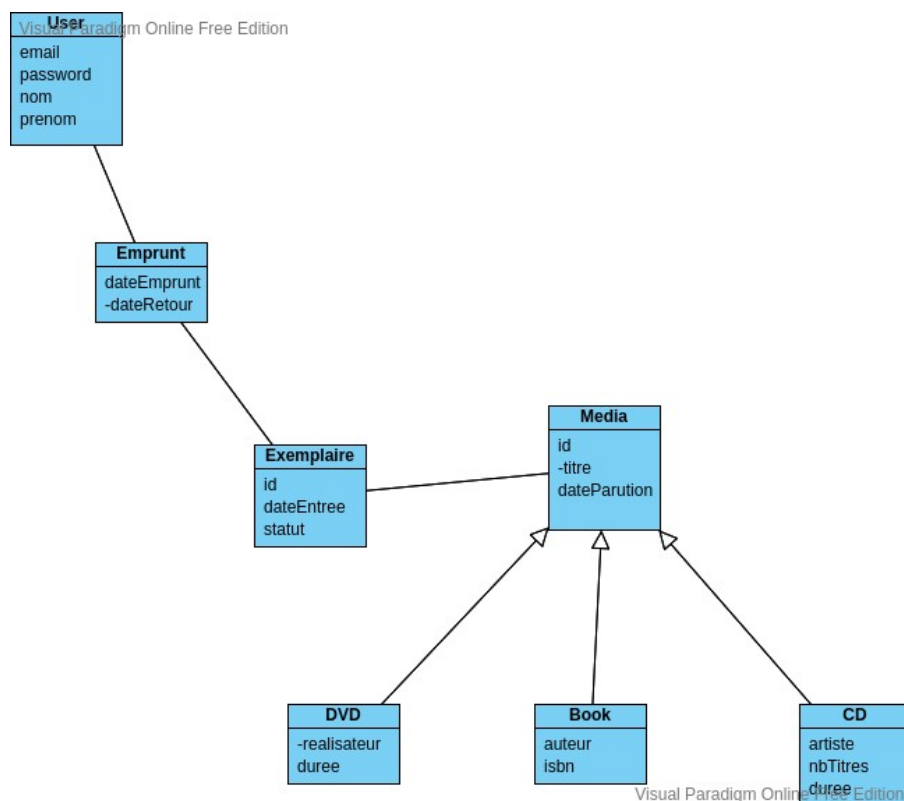 User
Visual Paradigm Online Free Edition
email
password
nom
prenom
Emprunt
dateEmprunt
-dateRetour
Exemplaire
id
dateEntree
statut
Media
id
-titre
dateParution
DVD
-realisateur
duree
Book
auteur
isbn
CD
artiste
nbTitres
duree
Visual Paradigm Online Free Edition